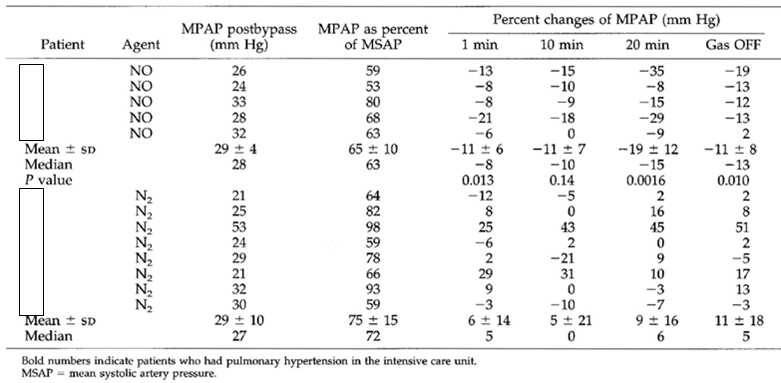 Percent changes of MPAP (mm Hg)
MPAP postbypass MPAP as percent
Patient Agent (mm Hg) of MSAP 1 min 10 min 20 min Gas OFF
NO 26 59 −13 −15 −35 −19
NO 24 53 −8 −10 −8 −13
NO 33 80 −8 −9 −15 −12
NO 28 68 −21 −18 −29 −13
NO 32 63 −6 0 −9 2
Mean ± SD 29 ± 4 65 ± 10 −11 ± 6 −11 ± 7 −19 ± 12 −11 ± 8
Median 28 63 −8 −10 −15 −13
P value 0.013 0.14 0.0016 0.010
N₂ 21 64 −12 −5 2 2
N₂ 25 82 8 0 16 8
N₂ 53 98 25 43 45 51
N₂ 24 59 −6 2 0 2
N₂ 29 78 2 −21 9 −5
N₂ 21 66 29 31 10 17
N₂ 32 93 9 0 −3 13
N₂ 30 59 −3 −10 −7 −3
Mean ± SD 29 ± 10 75 ± 15 6 ± 14 5 ± 21 9 ± 16 11 ± 18
Median 27 72 5 0 6 5
Bold numbers indicate patients who had pulmonary hypertension in the intensive care unit.
MSAP = mean systolic artery pressure.